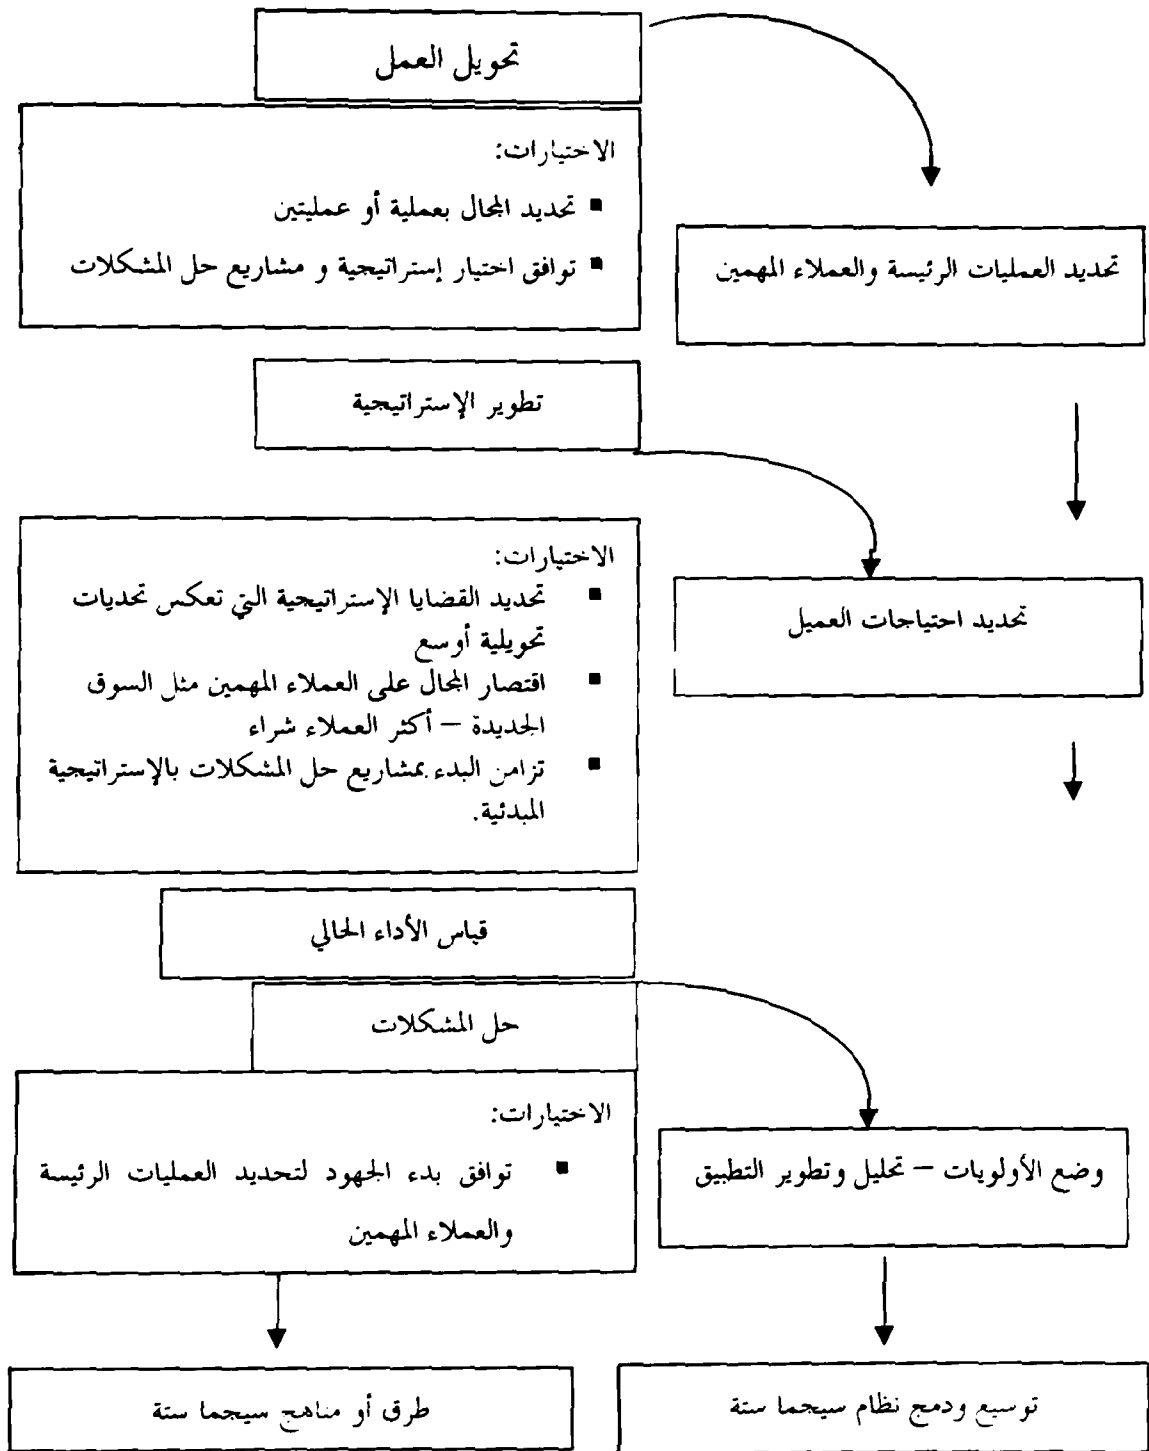 تحويل العمل
الاختيارات:
▪ تحديد المجال بعملية أو عمليتين
▪ توافق اختيار إستراتيجية و مشاريع حل المشكلات
تحديد العمليات الرئيسة والعملاء المهمين
تطوير الإستراتيجية
الاختيارات:
▪ تحديد القضايا الإستراتيجية التي تعكس تحديات
تحويلية أوسع
▪ اقتصار المجال على العملاء المهمين مثل السوق
الجديدة – أكثر العملاء شراء
▪ تزامن البدء بمشاريع حل المشكلات بالإستراتيجية
المبدئية.
تحديد احتياجات العميل
قياس الأداء الحالي
حل المشكلات
الاختيارات:
▪ توافق بدء الجهود لتحديد العمليات الرئيسة
والعملاء المهمين
وضع الأولويات – تحليل وتطوير التطبيق
توسيع ودمج نظام سيجما ستة
طرق أو مناهج سيجما ستة